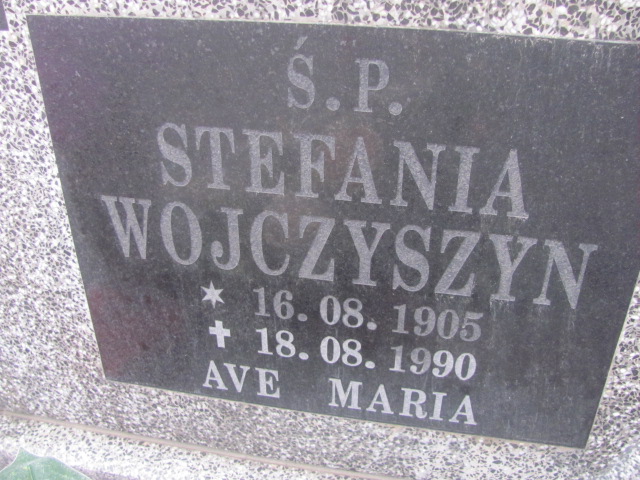 Ś.P.
STEFANIA
WOJCZYSZYN
* 16.08.1905
✝ 18.08.1990
AVE MARIA